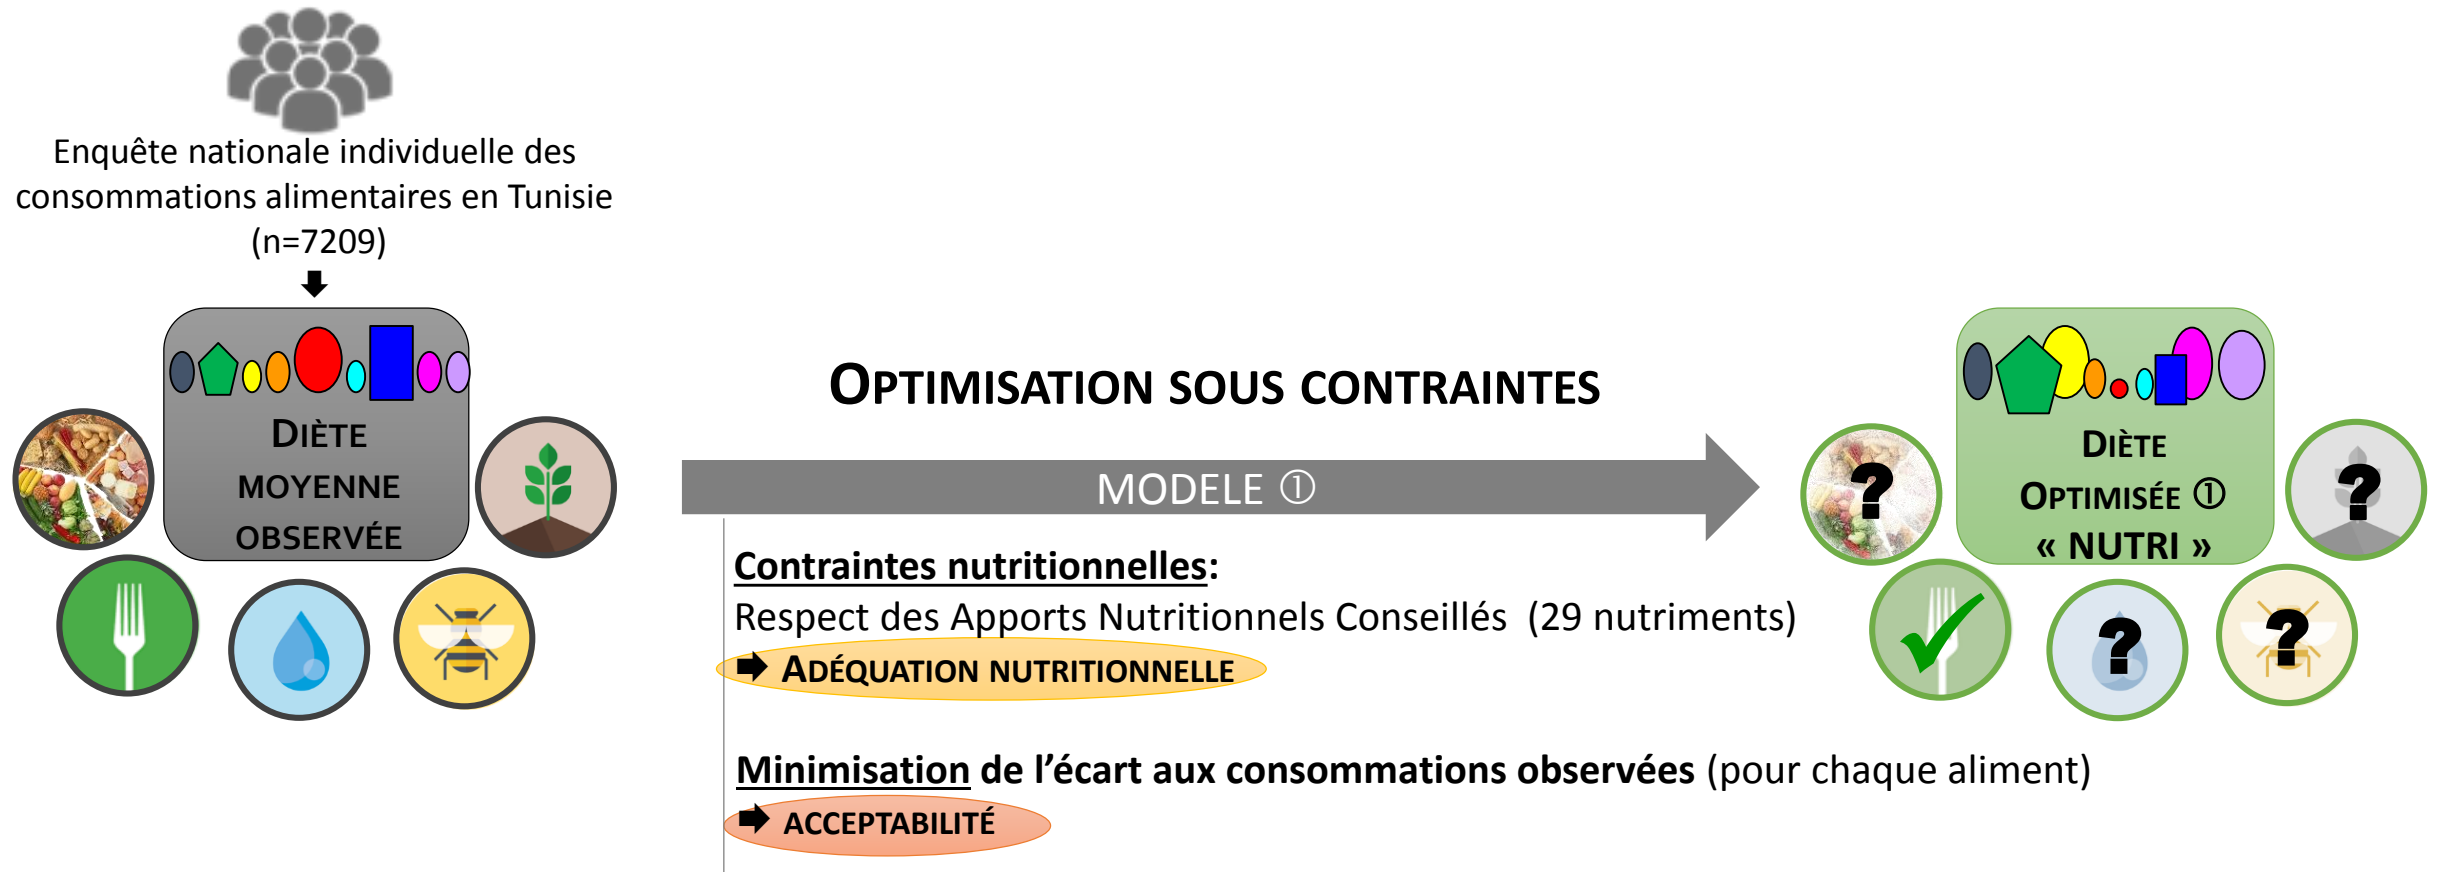 Enquête nationale individuelle des
consommations alimentaires en Tunisie
(n=7209)
DIÈTE
MOYENNE
OBSERVÉE
OPTIMISATION SOUS CONTRAINTES
MODELE ①
Contraintes nutritionnelles:
Respect des Apports Nutritionnels Conseillés (29 nutriments)
➡ ADÉQUATION NUTRITIONNELLE
Minimisation de l’écart aux consommations observées (pour chaque aliment)
➡ ACCEPTABILITÉ
DIÈTE
OPTIMISÉE ①
« NUTRI »
?
?
?
?